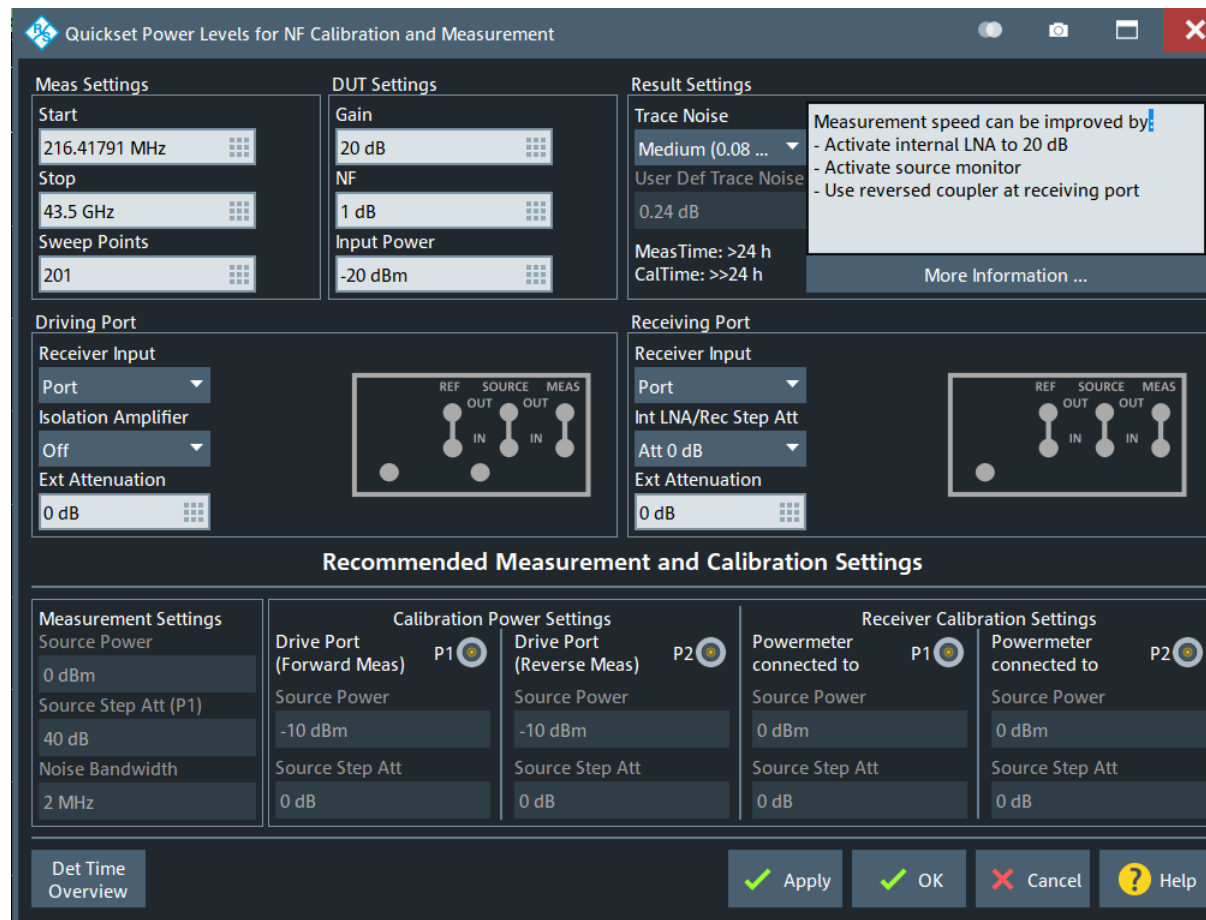 Quickset Power Levels for NF Calibration and Measurement
Meas Settings
Start
216.41791 MHz
Stop
43.5 GHz
Sweep Points
201
DUT Settings
Gain
20 dB
NF
1 dB
Input Power
-20 dBm
Result Settings
Trace Noise
Medium (0.08 ...
User Def Trace Noise
0.24 dB
MeasTime: >24 h
CalTime: >>24 h
Measurement speed can be improved by:
- Activate internal LNA to 20 dB
- Activate source monitor
- Use reversed coupler at receiving port
More Information ...
Driving Port
Receiver Input
Port
Isolation Amplifier
Off
Ext Attenuation
0 dB
REF SOURCE MEAS
OUT OUT
IN IN
Receiving Port
Receiver Input
Port
Int LNA/Rec Step Att
Att 0 dB
Ext Attenuation
0 dB
REF SOURCE MEAS
OUT OUT
IN IN
Recommended Measurement and Calibration Settings
Measurement Settings
Source Power
0 dBm
Source Step Att (P1)
40 dB
Noise Bandwidth
2 MHz
Calibration Power Settings
Drive Port
(Forward Meas)
P1
Source Power
-10 dBm
Source Step Att
0 dB
Drive Port
(Reverse Meas)
P2
Source Power
-10 dBm
Source Step Att
0 dB
Receiver Calibration Settings
Powermeter
connected to
P1
Source Power
0 dBm
Source Step Att
0 dB
Powermeter
connected to
P2
Source Power
0 dBm
Source Step Att
0 dB
Det Time
Overview
Apply
OK
Cancel
? Help